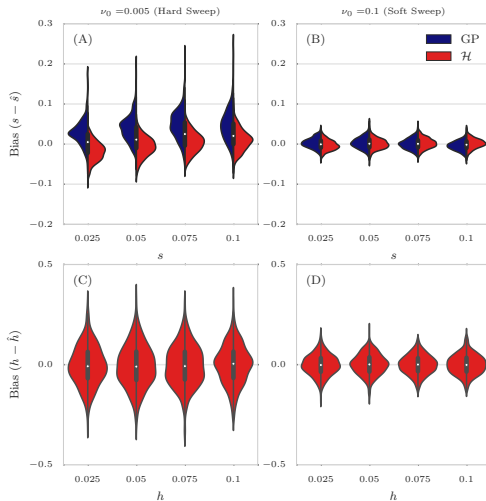 ν₀ =0.005 (Hard Sweep)
ν₀=0.1 (Soft Sweep)
(A)
(B)
GP
ℋ
Bias (s − ŝ)
0.3
0.2
0.1
0.0
−0.1
−0.2
0.025 0.05 0.075 0.1
s
0.025 0.05 0.075 0.1
s
(C)
(D)
Bias (h − ĥ)
0.5
0.0
−0.5
0.025 0.05 0.075 0.1
h
0.025 0.05 0.075 0.1
h